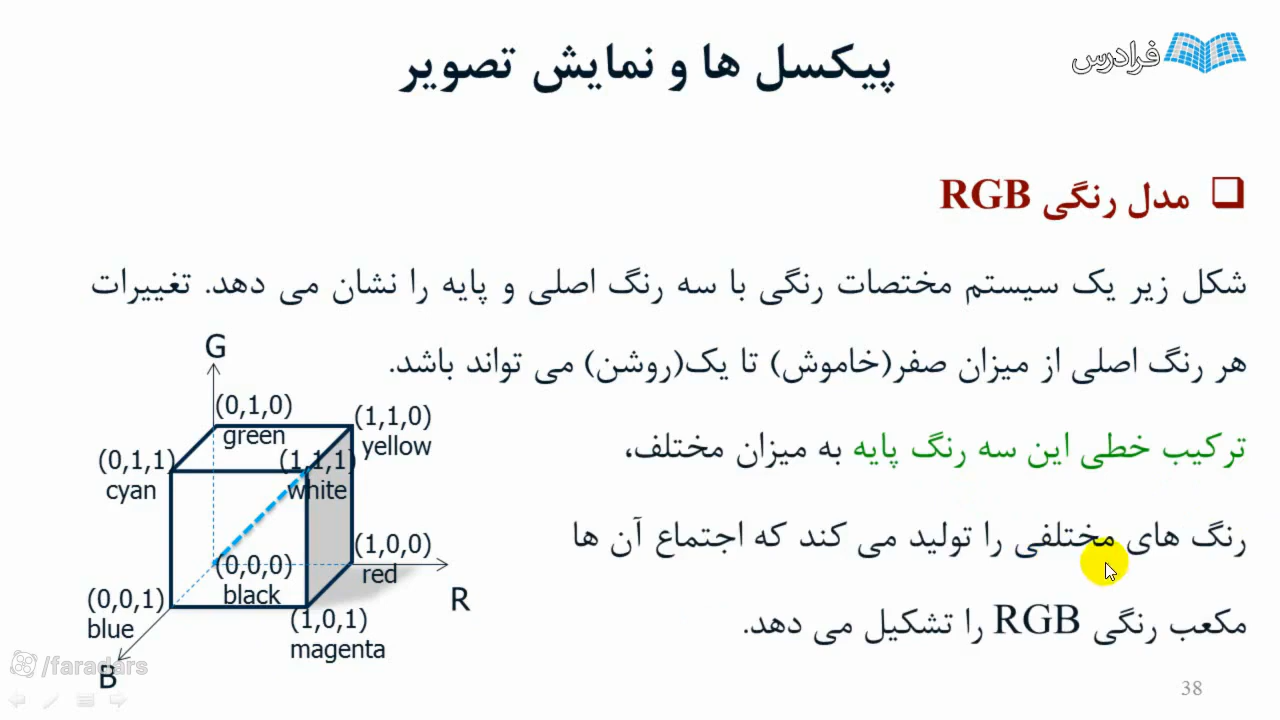 فرادرس
پیکسل ها و نمایش تصویر
مدل رنگی RGB
شکل زیر یک سیستم مختصات رنگی با سه رنگ اصلی و پایه را نشان می دهد. تغییرات
هر رنگ اصلی از میزان صفر(خاموش) تا یک(روشن) می تواند باشد.
ترکیب خطی این سه رنگ پایه به میزان مختلف،
رنگ های مختلفی را تولید می کند که اجتماع آن ها
مکعب رنگی RGB را تشکیل می دهد.
G
(0,1,0)
green
(1,1,0)
yellow
(0,1,1)
cyan
(1,1,1)
white
(1,0,0)
red
(0,0,0)
black
R
(0,0,1)
blue
(1,0,1)
magenta
B
/faradars
38